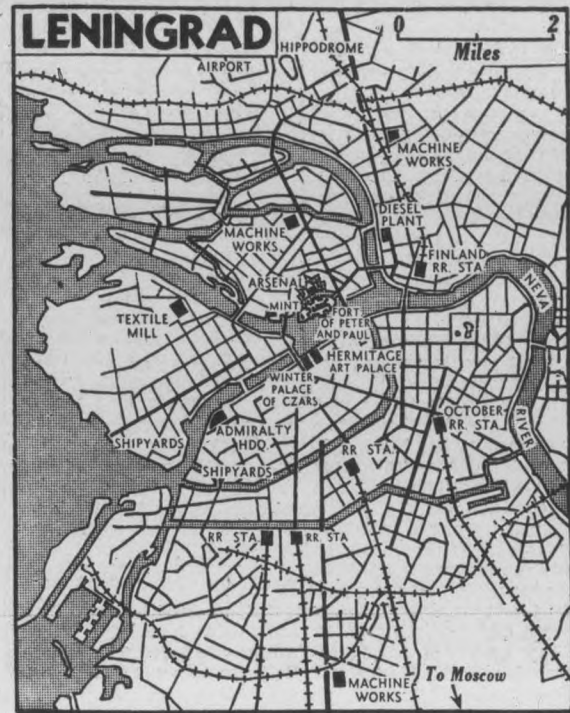 LENINGRAD
0 2
Miles
HIPPODROME
AIRPORT
MACHINE
WORKS
DIESEL
PLANT
MACHINE
WORKS
FINLAND
RR. STA.
ARSENAL
MINT
NEVA
RIVER
TEXTILE
MILL
FORT
OF PETER
AND PAUL
HERMITAGE
ART PALACE
WINTER
PALACE
OF CZARS
OCTOBER
RR. STA.
ADMIRALTY
HDQ.
SHIPYARDS
SHIPYARDS
RR STA.
RR STA.
RR STA.
MACHINE
WORKS
To Moscow